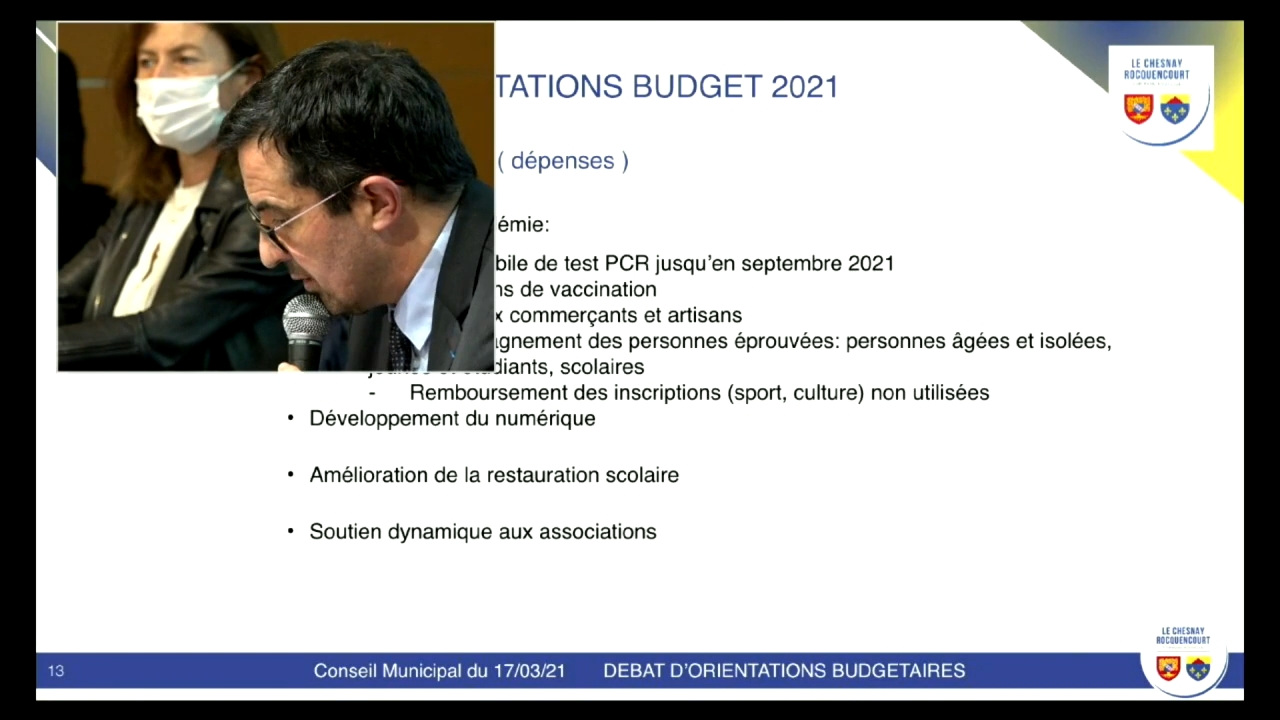 TATIONS BUDGET 2021
LE CHESNAY
ROCQUENCOURT
( dépenses )
émie:
bile de test PCR jusqu'en septembre 2021
ns de vaccination
x commerçants et artisans
agnement des personnes éprouvées: personnes âgées et isolées,
diants, scolaires
- Remboursement des inscriptions (sport, culture) non utilisées
• Développement du numérique
• Amélioration de la restauration scolaire
• Soutien dynamique aux associations
LE CHESNAY
ROCQUENCOURT
13 Conseil Municipal du 17/03/21 DEBAT D'ORIENTATIONS BUDGETAIRES